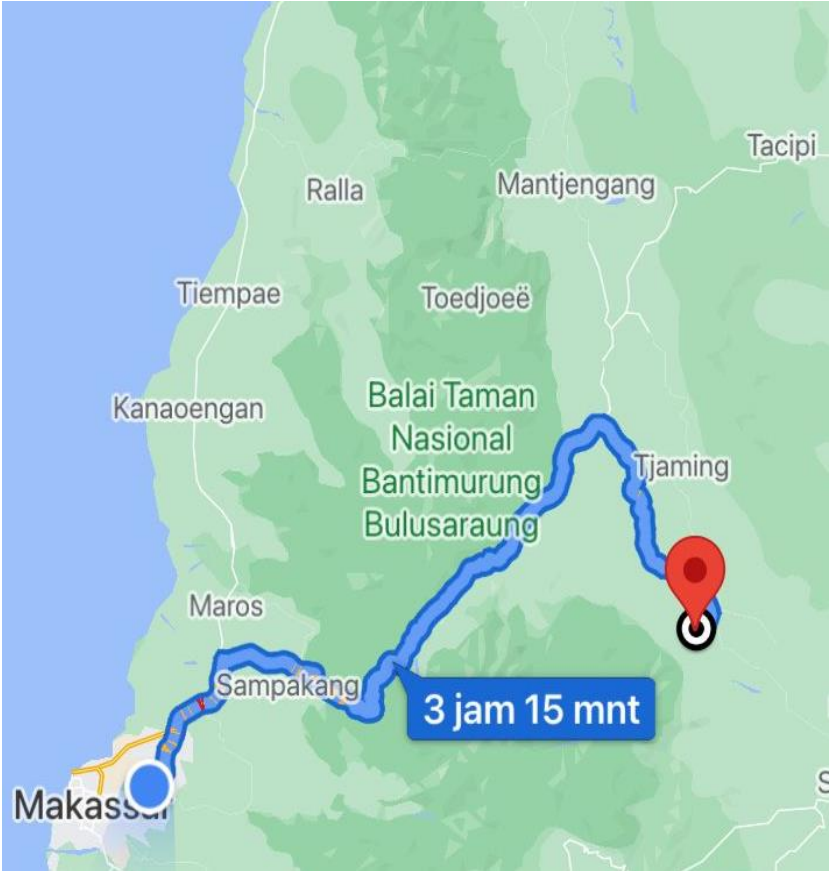 Tacipi
Ralla
Mantjengang
Tiempae
Toedjoeë
Kanaoengan
Balai Taman
Nasional
Bantimurung
Bulusaraung
Tjaming
Maros
Sampakang
3 jam 15 mnt
Makassar
S